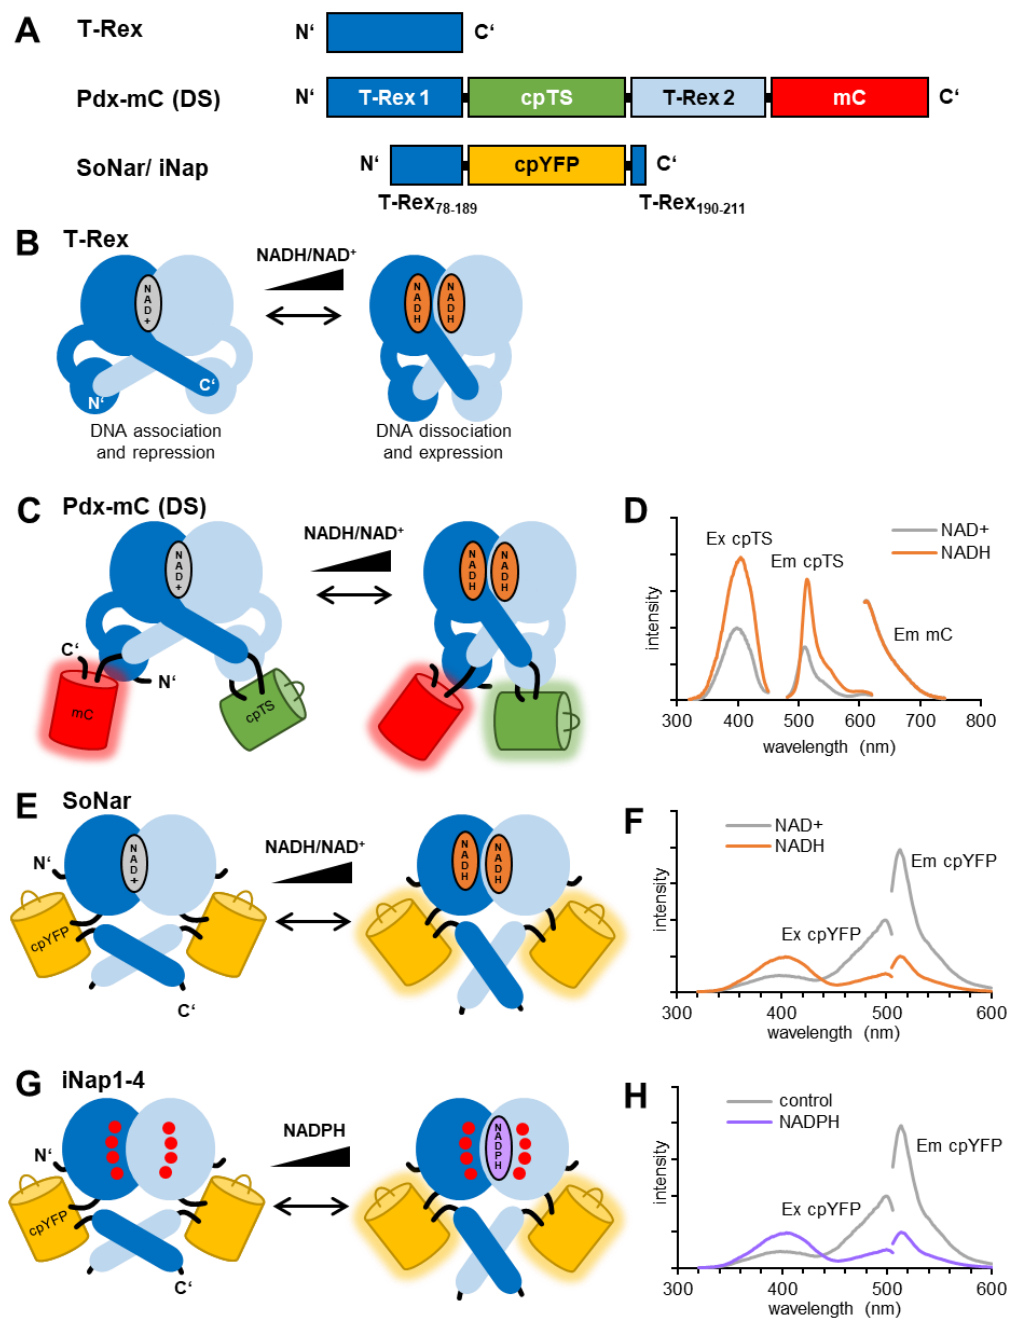 A
T-Rex
N‘
C‘
Pdx-mC (DS)
N‘
T-Rex 1
cpTS
T-Rex 2
mC
C‘
SoNar/ iNap
N‘
cpYFP
C‘
T-Rex78-189
T-Rex190-211
B
T-Rex
NADH/NAD+
NAD+
NADH
NADH
N‘
C‘
DNA association
and repression
DNA dissociation
and expression
C
Pdx-mC (DS)
NADH/NAD+
NAD+
NADH
NADH
C‘
N‘
mC
cpTS
D
NAD+
NADH
Ex cpTS
Em cpTS
Em mC
intensity
300 400 500 600 700 800
wavelength (nm)
E
SoNar
NADH/NAD+
NAD+
NADH
NADH
N‘
cpYFP
C‘
F
NAD+
NADH
Em cpYFP
Ex cpYFP
intensity
300 400 500 600
wavelength (nm)
G
iNap1-4
NADPH
NADPH
N‘
cpYFP
C‘
H
control
NADPH
Em cpYFP
Ex cpYFP
intensity
300 400 500 600
wavelength (nm)